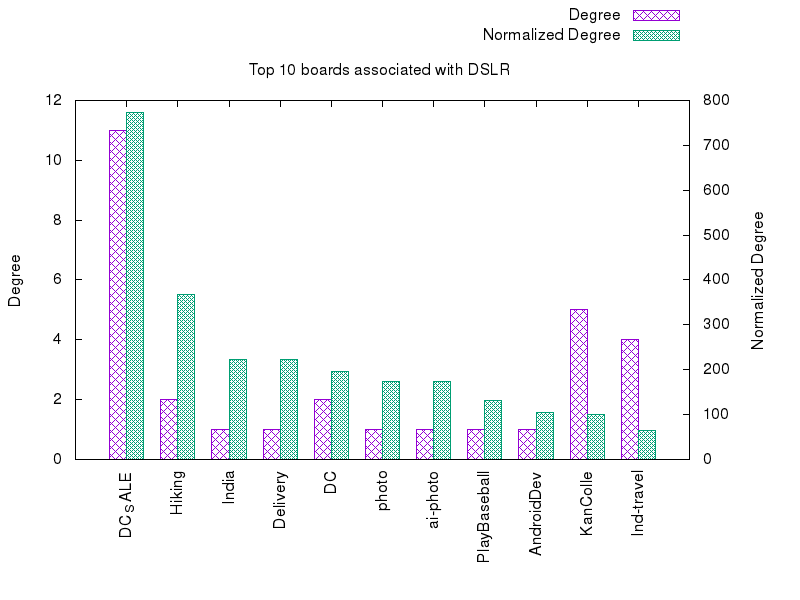 Degree
Normalized Degree
Top 10 boards associated with DSLR
12
10
8
6
4
2
0
800
700
600
500
400
300
200
100
0
Degree
Normalized Degree
DCSALE
Hiking
India
Delivery
DC
photo
ai-photo
PlayBaseball
AndroidDev
KanColle
Ind-travel